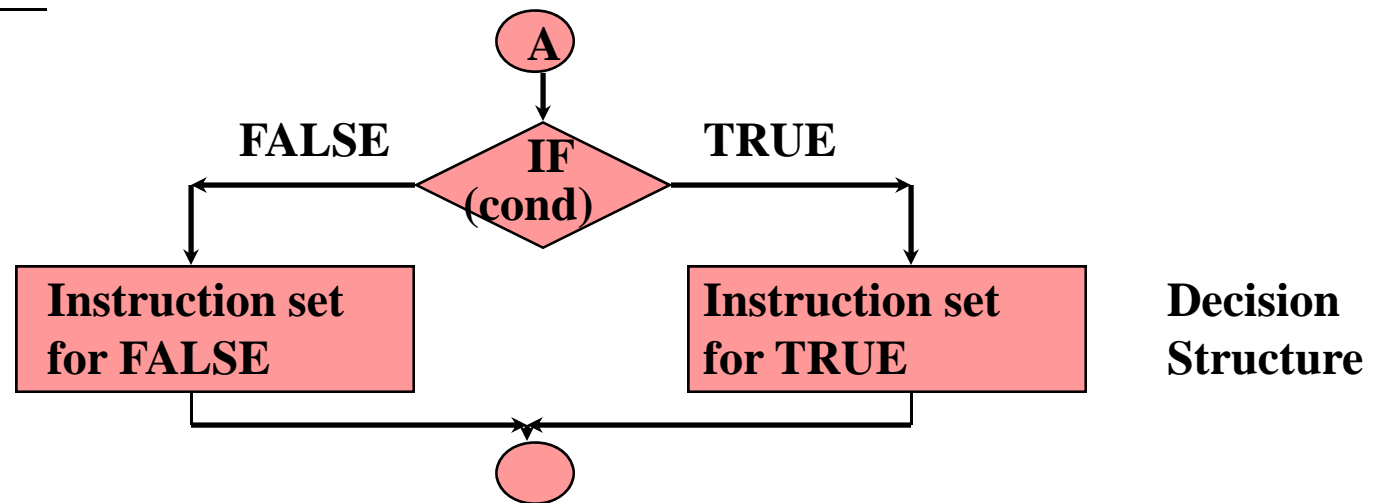 A
FALSE
TRUE
IF
(cond)
Instruction set
for FALSE
Instruction set
for TRUE
Decision
Structure